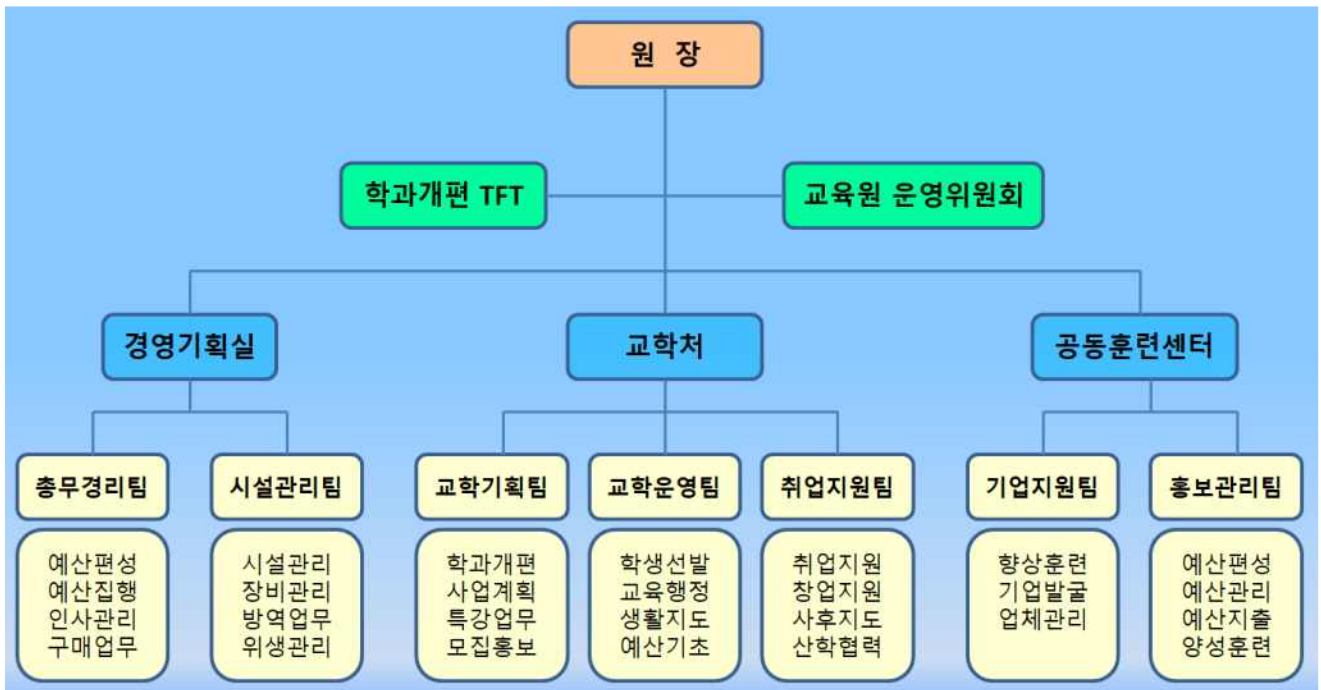 원 장
학과개편 TFT
교육원 운영위원회
경영기획실
교학처
공동훈련센터
총무경리팀
시설관리팀
교학기획팀
교학운영팀
취업지원팀
기업지원팀
홍보관리팀
예산편성
예산집행
인사관리
구매업무
시설관리
장비관리
방역업무
위생관리
학과개편
사업계획
특강업무
모집홍보
학생선발
교육행정
생활지도
예산기초
취업지원
창업지원
사후지도
산학협력
향상훈련
기업발굴
업체관리
예산편성
예산관리
예산지출
양성훈련